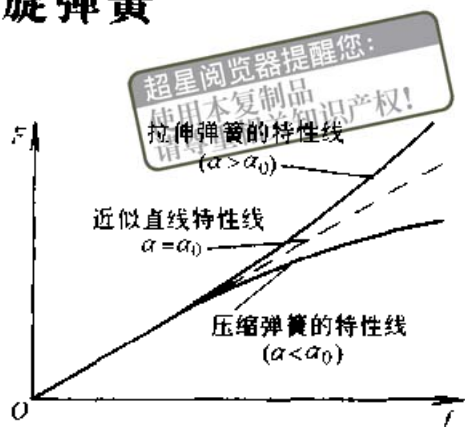 旋弹簧
超星阅览器提醒您：
使用本复制品
请尊重相关知识产权！
F
拉伸弹簧的特性线
(α>α₀)
近似直线特性线
α=α₀
压缩弹簧的特性线
(α<α₀)
O
f